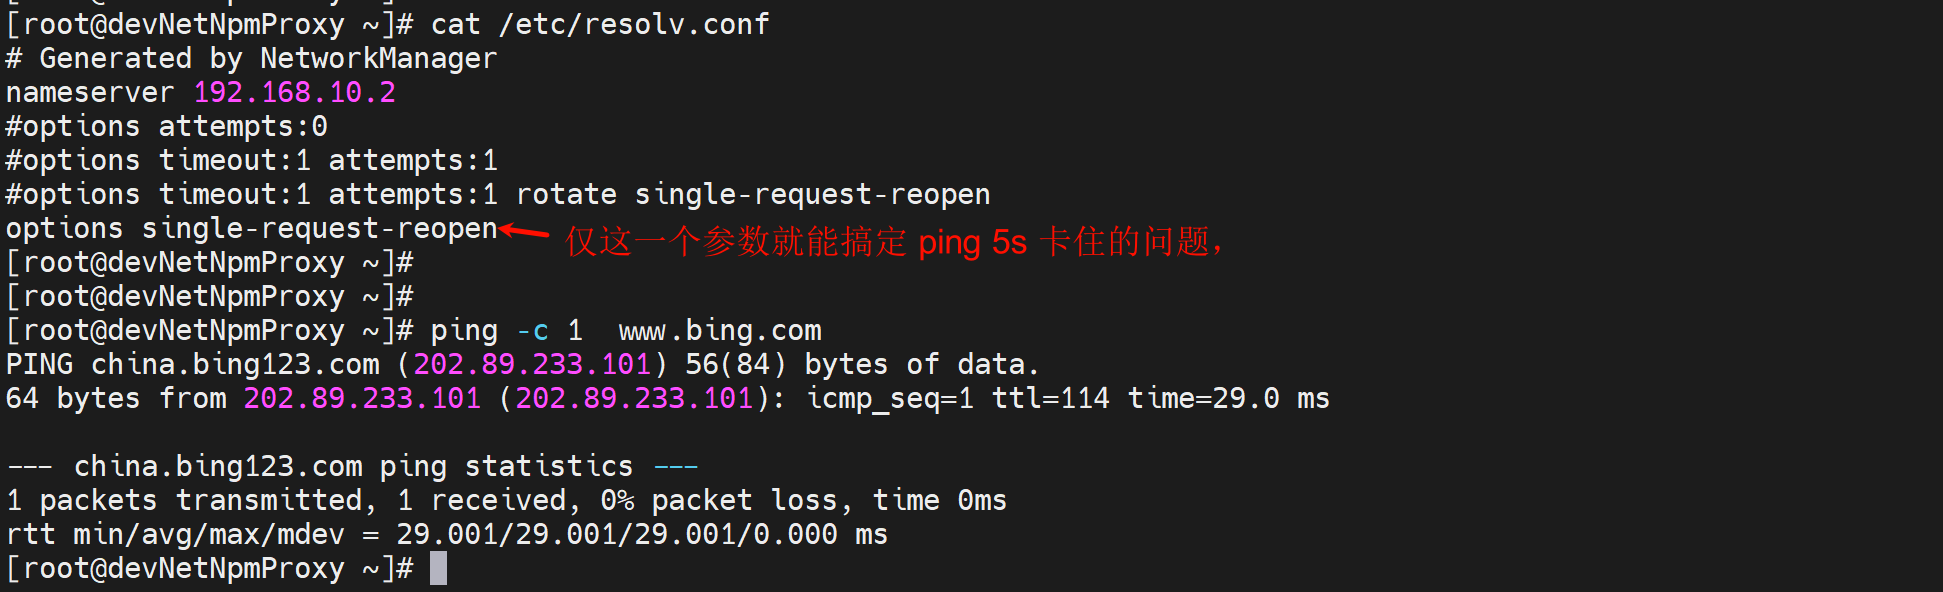 [root@devNetNpmProxy ~]# cat /etc/resolv.conf
# Generated by NetworkManager
nameserver 192.168.10.2
#options attempts:0
#options timeout:1 attempts:1
#options timeout:1 attempts:1 rotate single-request-reopen
options single-request-reopen
仅这一个参数就能搞定 ping 5s 卡住的问题，
[root@devNetNpmProxy ~]#
[root@devNetNpmProxy ~]#
[root@devNetNpmProxy ~]# ping -c 1  www.bing.com
PING china.bing123.com (202.89.233.101) 56(84) bytes of data.
64 bytes from 202.89.233.101 (202.89.233.101): icmp_seq=1 ttl=114 time=29.0 ms
--- china.bing123.com ping statistics ---
1 packets transmitted, 1 received, 0% packet loss, time 0ms
rtt min/avg/max/mdev = 29.001/29.001/29.001/0.000 ms
[root@devNetNpmProxy ~]#